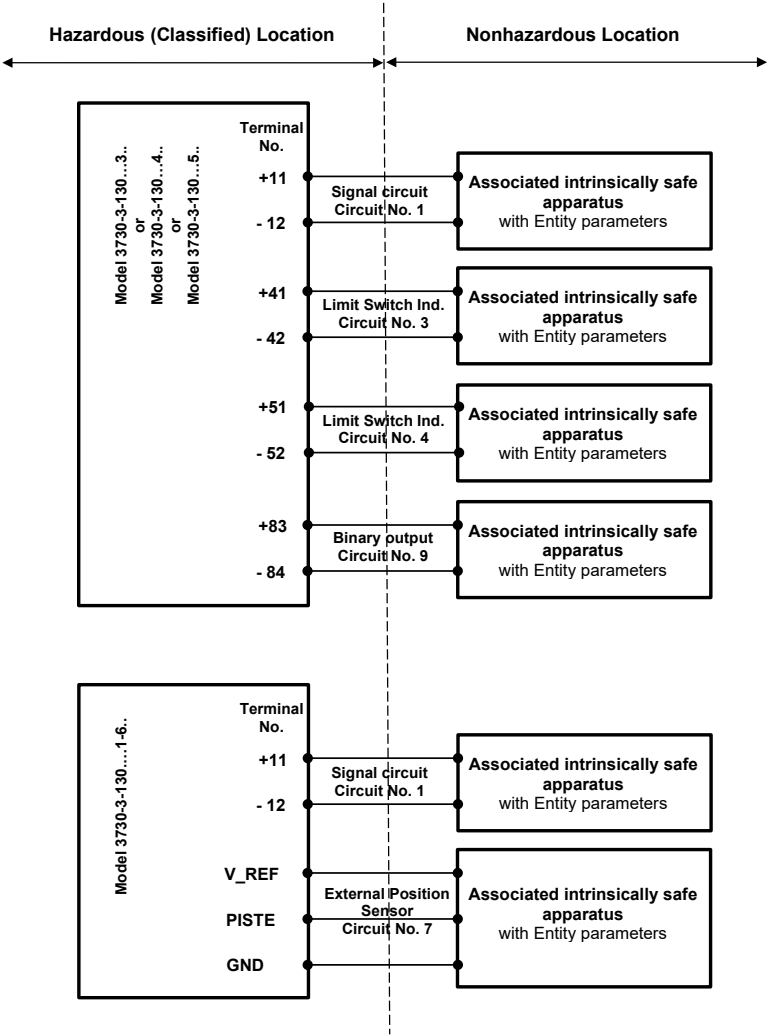 Hazardous (Classified) Location
Nonhazardous Location
Model 3730-3-130...3..
or
Model 3730-3-130...4..
or
Model 3730-3-130...5..
Terminal
No.
+11
- 12
Signal circuit
Circuit No. 1
Associated intrinsically safe
apparatus
with Entity parameters
+41
- 42
Limit Switch Ind.
Circuit No. 3
Associated intrinsically safe
apparatus
with Entity parameters
+51
- 52
Limit Switch Ind.
Circuit No. 4
Associated intrinsically safe
apparatus
with Entity parameters
+83
- 84
Binary output
Circuit No. 9
Associated intrinsically safe
apparatus
with Entity parameters
Model 3730-3-130....1-6..
Terminal
No.
+11
- 12
Signal circuit
Circuit No. 1
Associated intrinsically safe
apparatus
with Entity parameters
V_REF
PISTE
GND
External Position
Sensor
Circuit No. 7
Associated intrinsically safe
apparatus
with Entity parameters